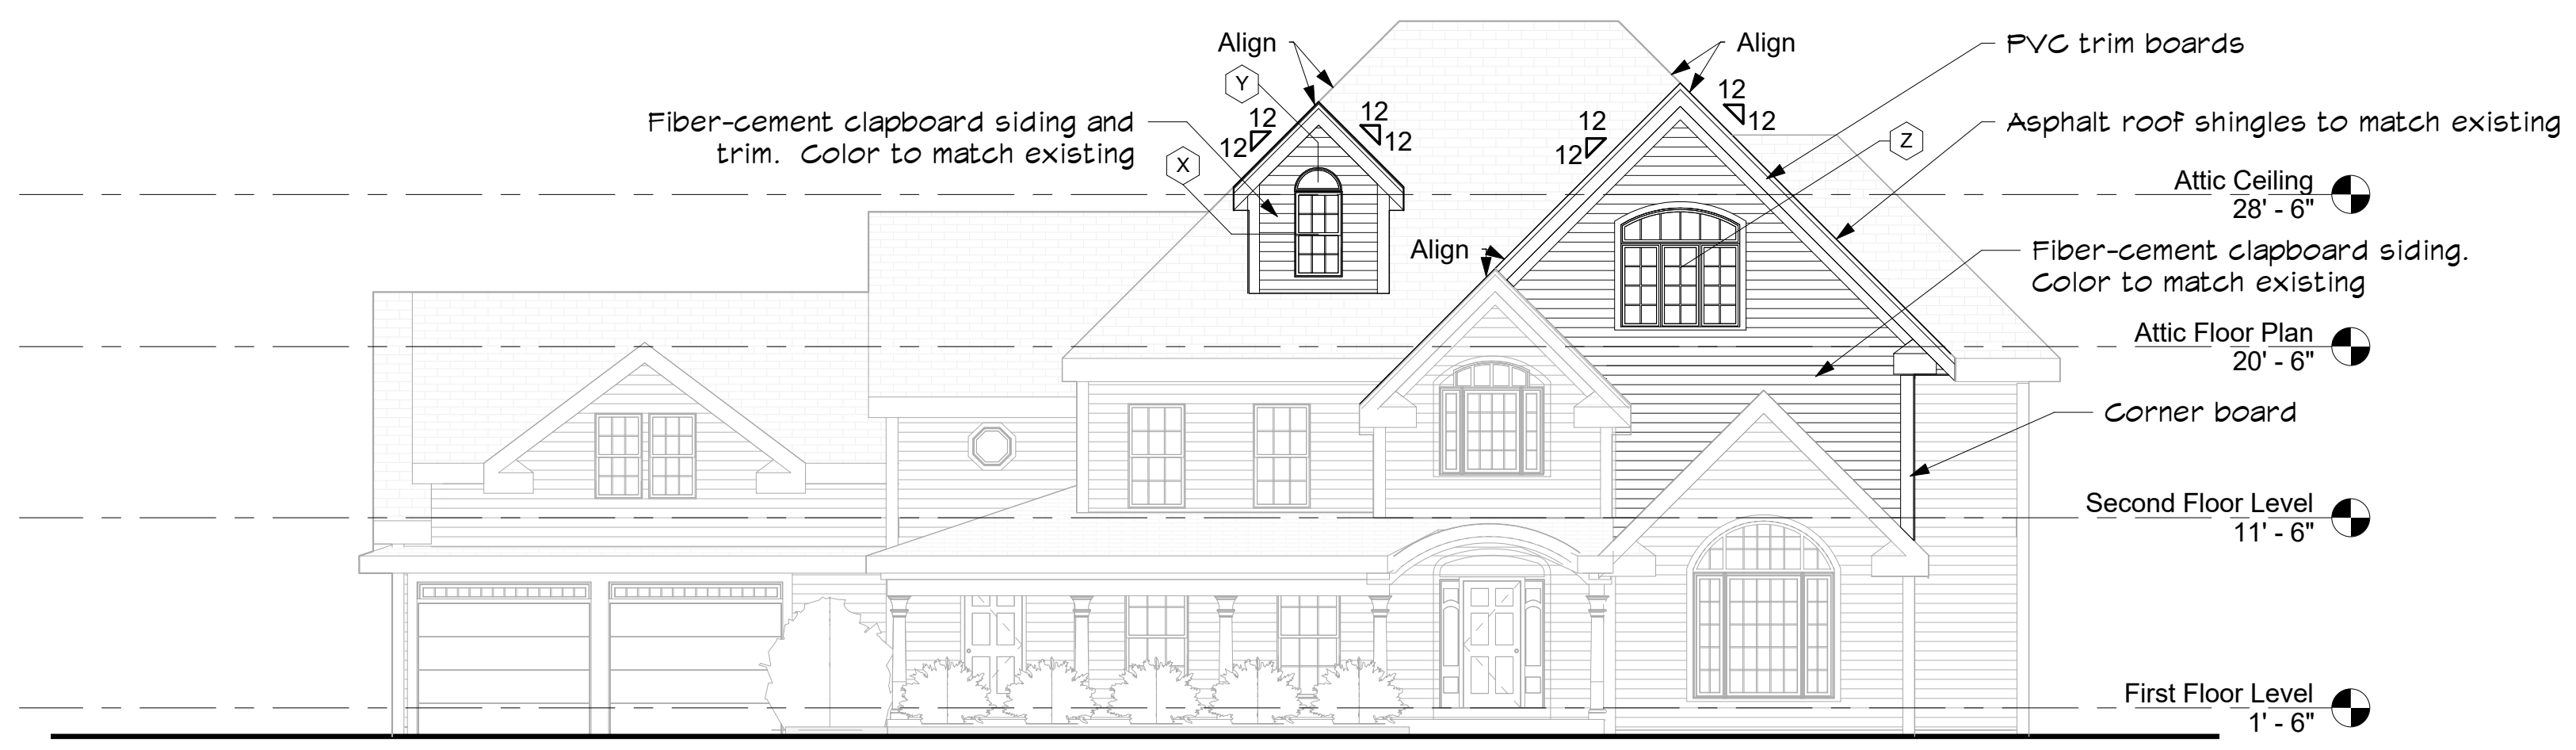 Align
Align
PVC trim boards
Y
12
12
12
12
12
12
12
12
Fiber-cement clapboard siding and
trim.  Color to match existing
Asphalt roof shingles to match existing
X
Z
Attic Ceiling
28' - 6"
Align
Fiber-cement clapboard siding.
Color to match existing
Attic Floor Plan
20' - 6"
Corner board
Second Floor Level
11' - 6"
First Floor Level
1' - 6"